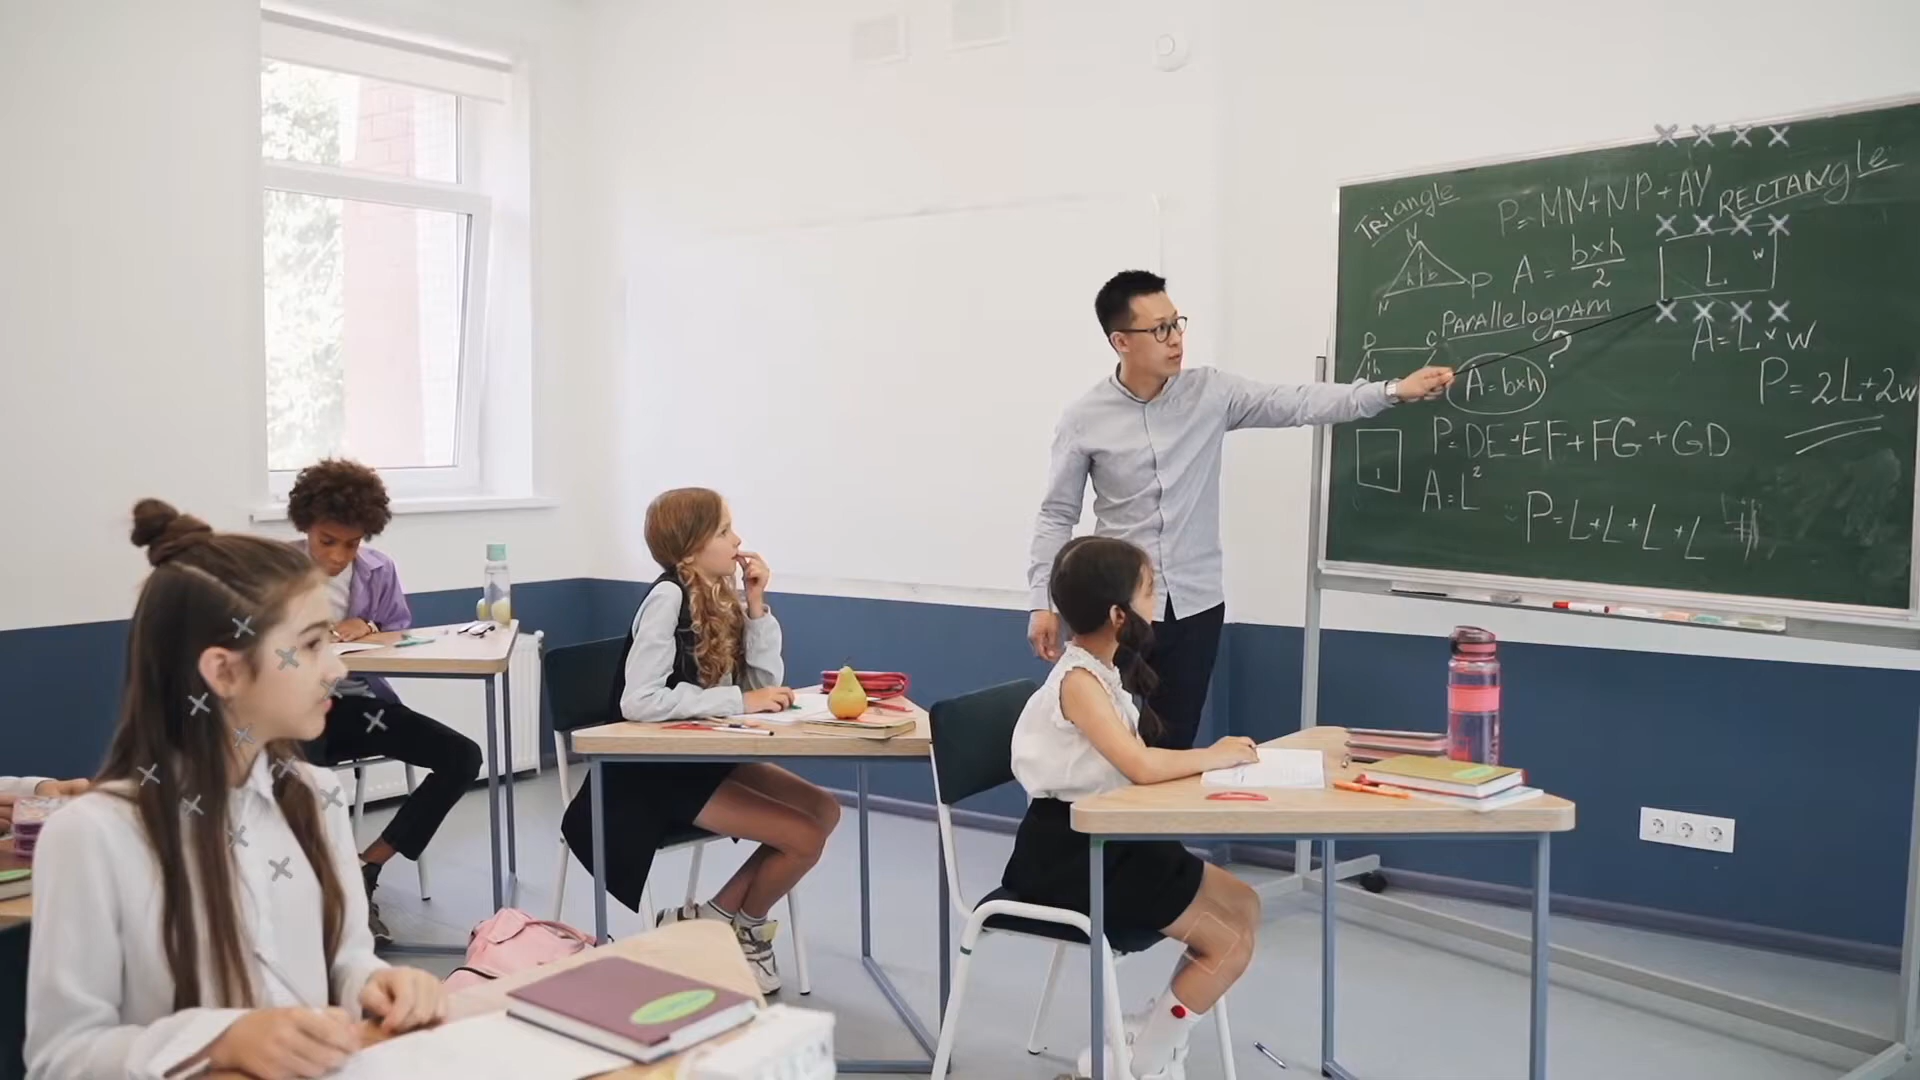 Triangle
P=MN+NP+AY
RECTANgle
N
A = b×h
2
h
b
P
N
L
w
PARAllelogRAM
?
D
C
h
A=b×h
A=L×w
P=2L+2w
P=DE+EF+FG+GD
A=L²
P=L+L+L+L